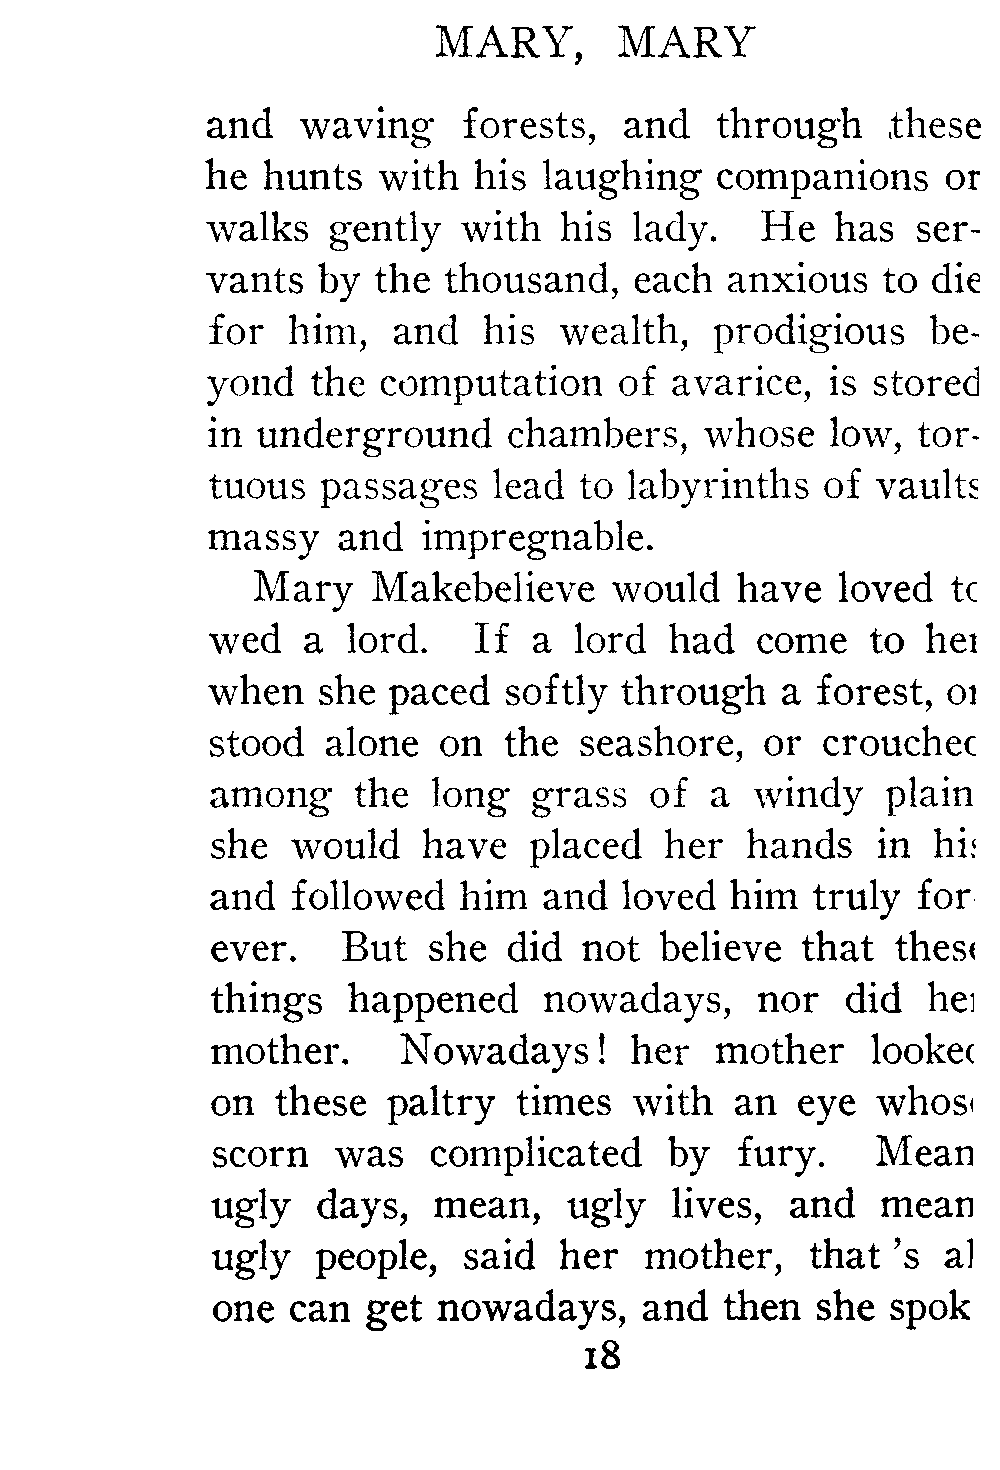 MARY, MARY
and waving forests, and through these
he hunts with his laughing companions or
walks gently with his lady. He has ser-
vants by the thousand, each anxious to die
for him, and his wealth, prodigious be-
yond the computation of avarice, is stored
in underground chambers, whose low, tor-
tuous passages lead to labyrinths of vaults
massy and impregnable.
Mary Makebelieve would have loved to
wed a lord. If a lord had come to her
when she paced softly through a forest, or
stood alone on the seashore, or crouched
among the long grass of a windy plain
she would have placed her hands in his
and followed him and loved him truly for-
ever. But she did not believe that these
things happened nowadays, nor did her
mother. Nowadays! her mother looked
on these paltry times with an eye whose
scorn was complicated by fury. Mean
ugly days, mean, ugly lives, and mean
ugly people, said her mother, that 's al
one can get nowadays, and then she spok
18